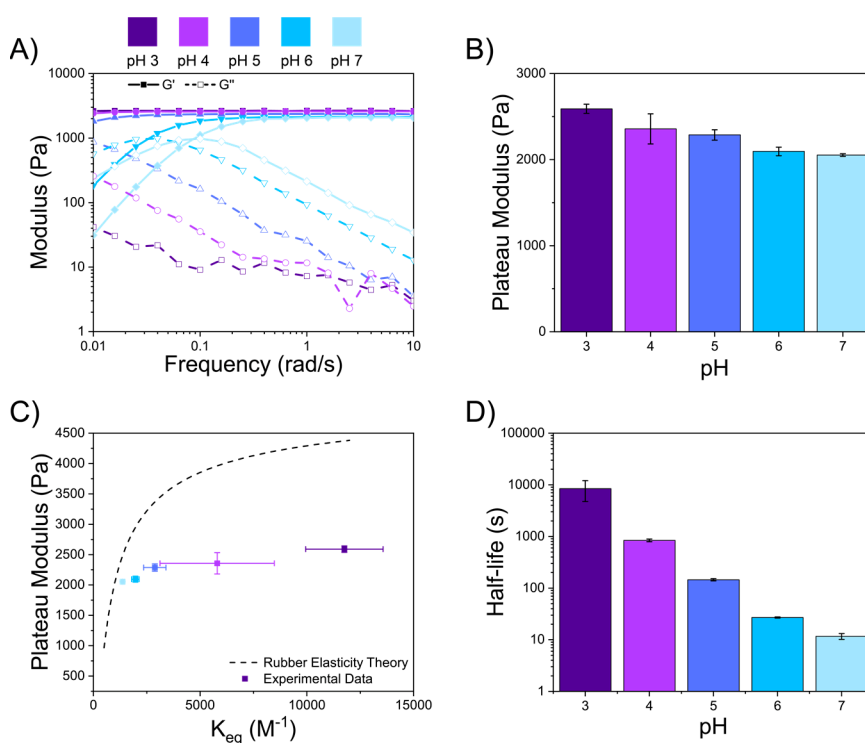 pH 3 pH 4 pH 5 pH 6 pH 7
A)
10000
1000
100
10
1
Modulus (Pa)
G' G''
0.01 0.1 1 10
Frequency (rad/s)
B)
3000
2000
1000
0
Plateau Modulus (Pa)
3 4 5 6 7
pH
C)
4500
4000
3500
3000
2500
2000
1500
1000
500
Plateau Modulus (Pa)
Rubber Elasticity Theory
Experimental Data
0 5000 10000 15000
Keq (M-1)
D)
100000
10000
1000
100
10
1
Half-life (s)
3 4 5 6 7
pH